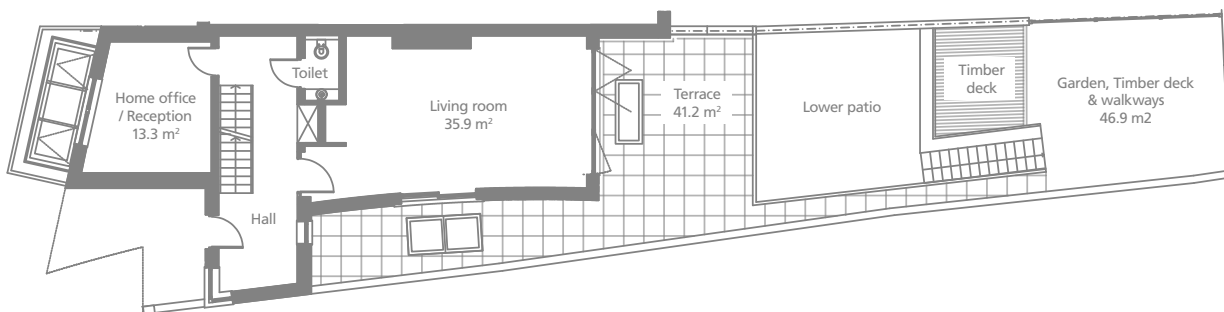 Home office
/ Reception
13.3 m²
Toilet
Hall
Living room
35.9 m²
Terrace
41.2 m²
Lower patio
Timber
deck
Garden, Timber deck
& walkways
46.9 m2